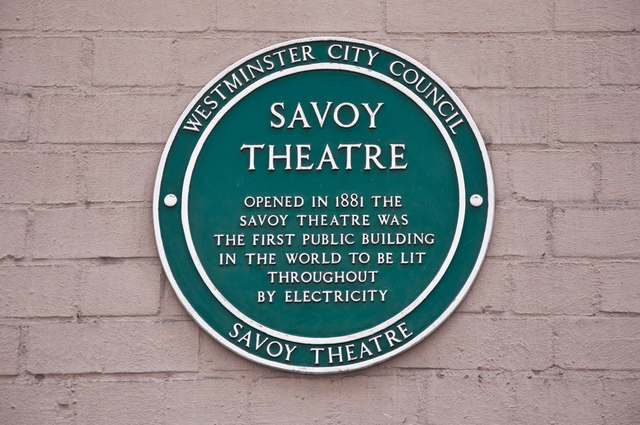 WESTMINSTER CITY COUNCIL
SAVOY
THEATRE
OPENED IN 1881 THE
SAVOY THEATRE WAS
THE FIRST PUBLIC BUILDING
IN THE WORLD TO BE LIT
THROUGHOUT
BY ELECTRICITY
SAVOY THEATRE